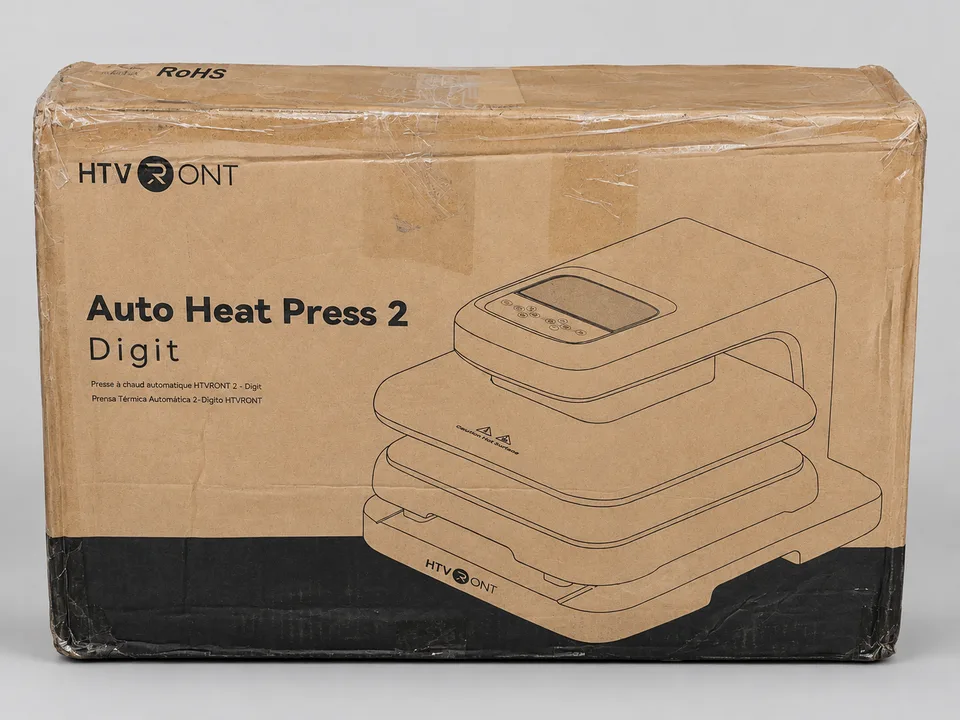 RoHS
HTVRONT
Auto Heat Press 2
Digit
Presse à chaud automatique HTVRONT 2 - Digit
Prensa Térmica Automática 2-Dígito HTVRONT
Caution Hot Surface
HTVRONT